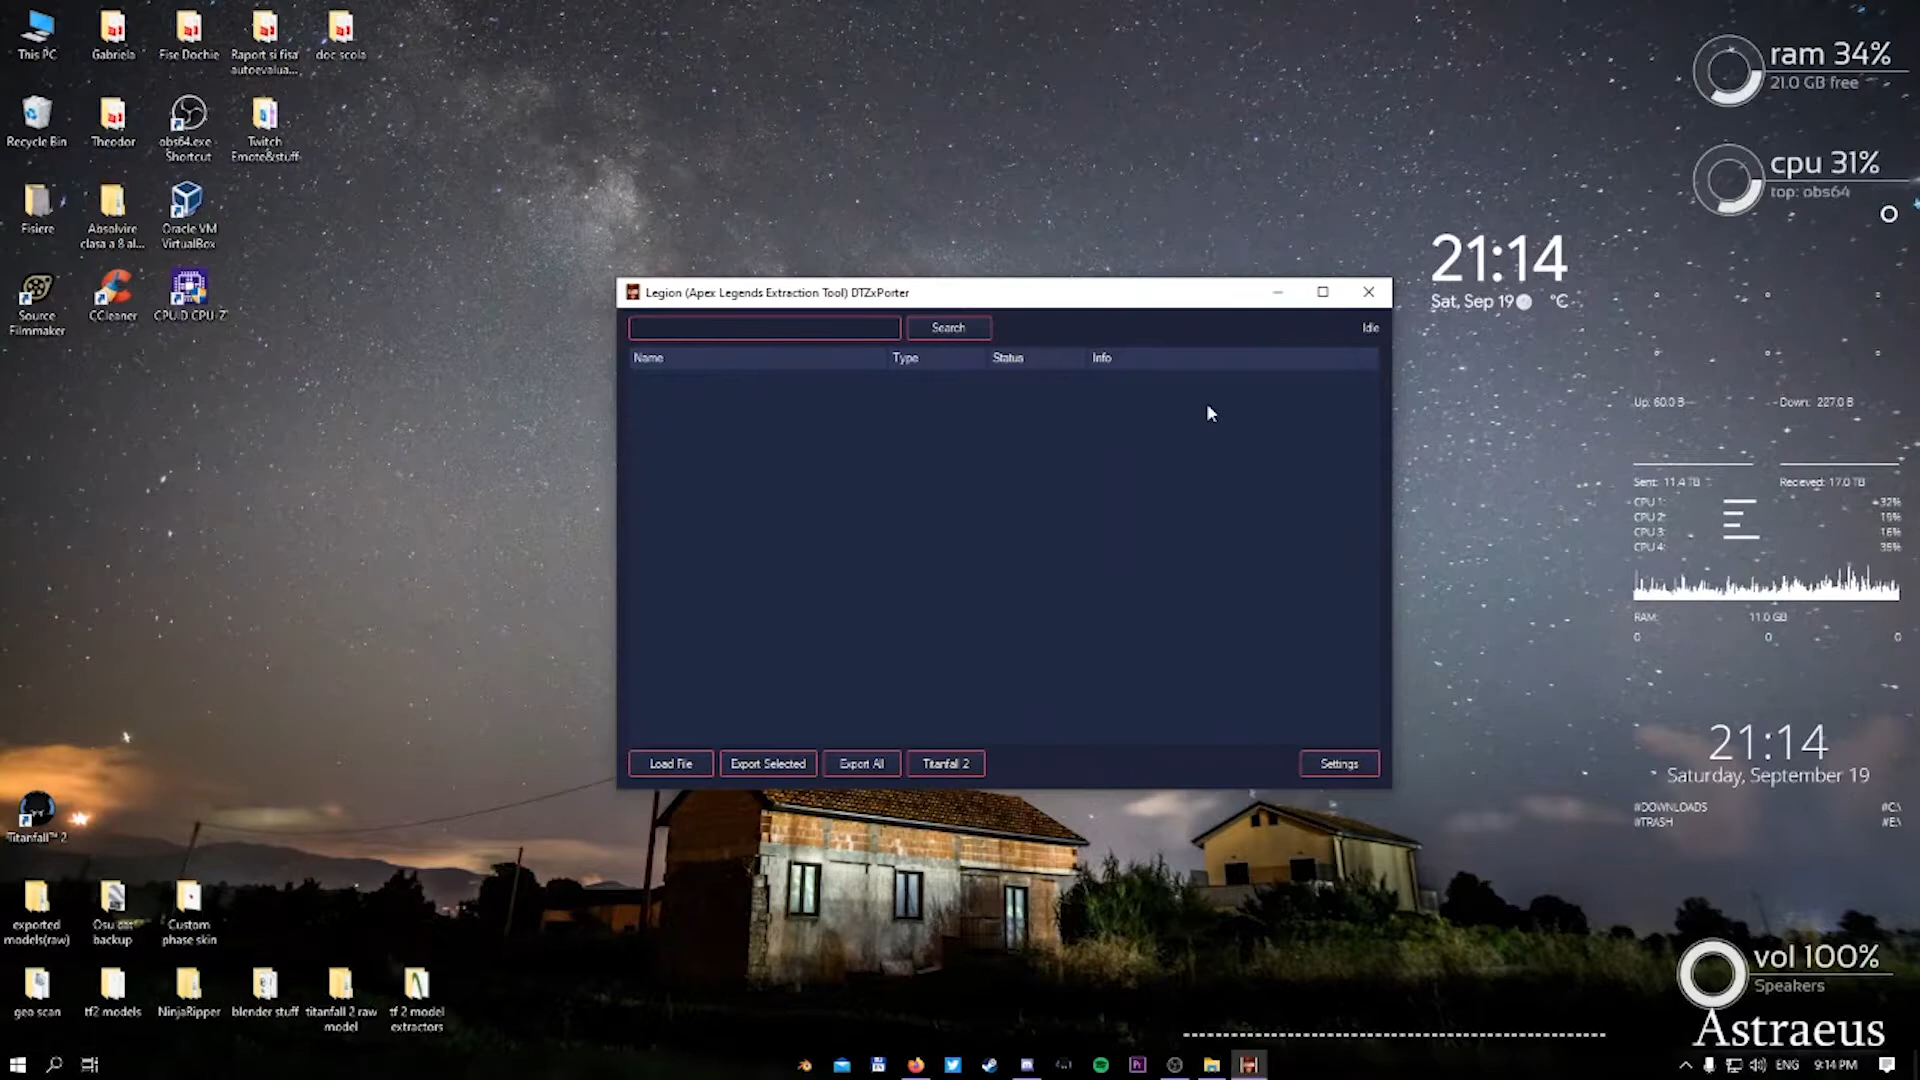 This PC
Gabriela
Fise Dochie
Raport si fisa
autoevalua...
doc scola
Recycle Bin
Theodor
obs64.exe -
Shortcut
Twitch
Emote&stuff
Fisiere
Absolvire
clasa a 8 al...
Oracle VM
VirtualBox
Source
Filmmaker
CCleaner
CPUID CPU-Z
Titanfall™ 2
exported
models(raw)
Osu
backup
Custom
phase skin
geo scan
tf2 models
NinjaRipper
blender stuff
titanfall 2 raw
model
tf 2 model
extractors
Legion (Apex Legends Extraction Tool) DTZxPorter
Search
Idle
Name
Type
Status
Info
Load File
Export Selected
Export All
Titanfall 2
Settings
ram 34%
21.0 GB free
cpu 31%
top: obs64
21:14
Sat, Sep 19
°C
Up: 60.0 B
Down: 227.0 B
Sent: 11.4 TB
Recieved: 17.0 TB
CPU 1: 32%
CPU 2: 19%
CPU 3: 16%
CPU 4: 35%
RAM: 11.0 GB
0 0 0
21:14
Saturday, September 19
#DOWNLOADS #C:\
#TRASH #E:\
vol 100%
Speakers
Astraeus
ENG
9:14 PM